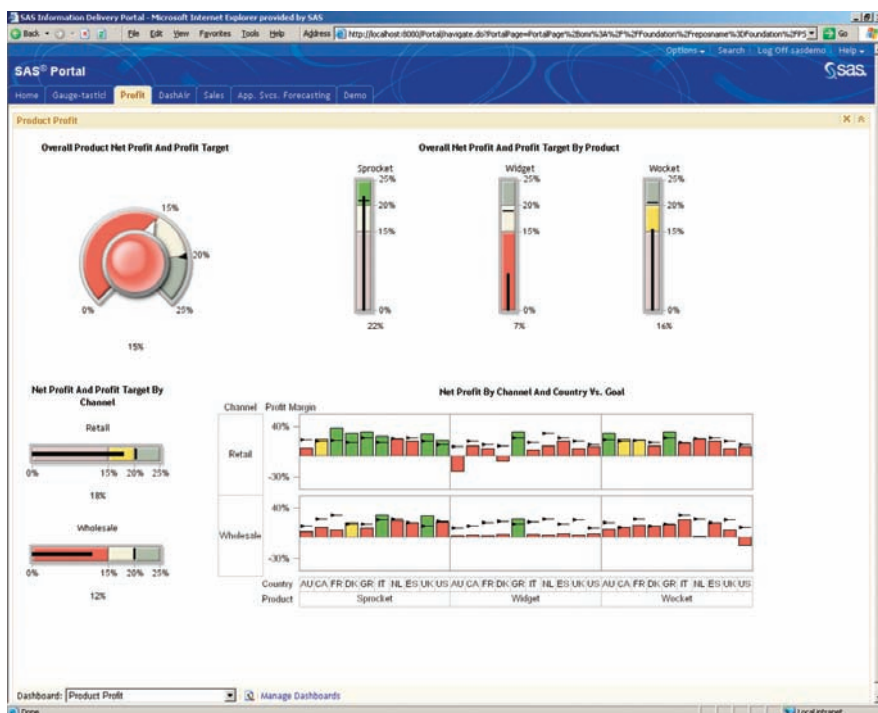 SAS Information Delivery Portal - Microsoft Internet Explorer provided by SAS
Back File Edit View Favorites Tools Help Address Go
Options Search Log Off sasdemo Help
SAS® Portal
sas.
Home Gauge-tastic! Profit DashAir Sales App. Svcs. Forecasting Demo
Product Profit
Overall Product Net Profit And Profit Target
15%
20%
0% 25%
15%
Overall Net Profit And Profit Target By Product
Sprocket Widget Wocket
25% 25% 25%
20% 20% 20%
15% 15% 15%
0% 0% 0%
22% 7% 16%
Net Profit And Profit Target By
Channel
Retail
0% 15% 20% 25%
18%
Wholesale
0% 15% 20% 25%
12%
Net Profit By Channel And Country Vs. Goal
Channel Profit Margin
40%
Retail
-30%
40%
Wholesale
-30%
Country AU CA FR DK GR IT NL ES UK US AU CA FR DK GR IT NL ES UK US AU CA FR DK GR IT NL ES UK US
Product Sprocket Widget Wocket
Dashboard: Product Profit Manage Dashboards
Done Local intranet